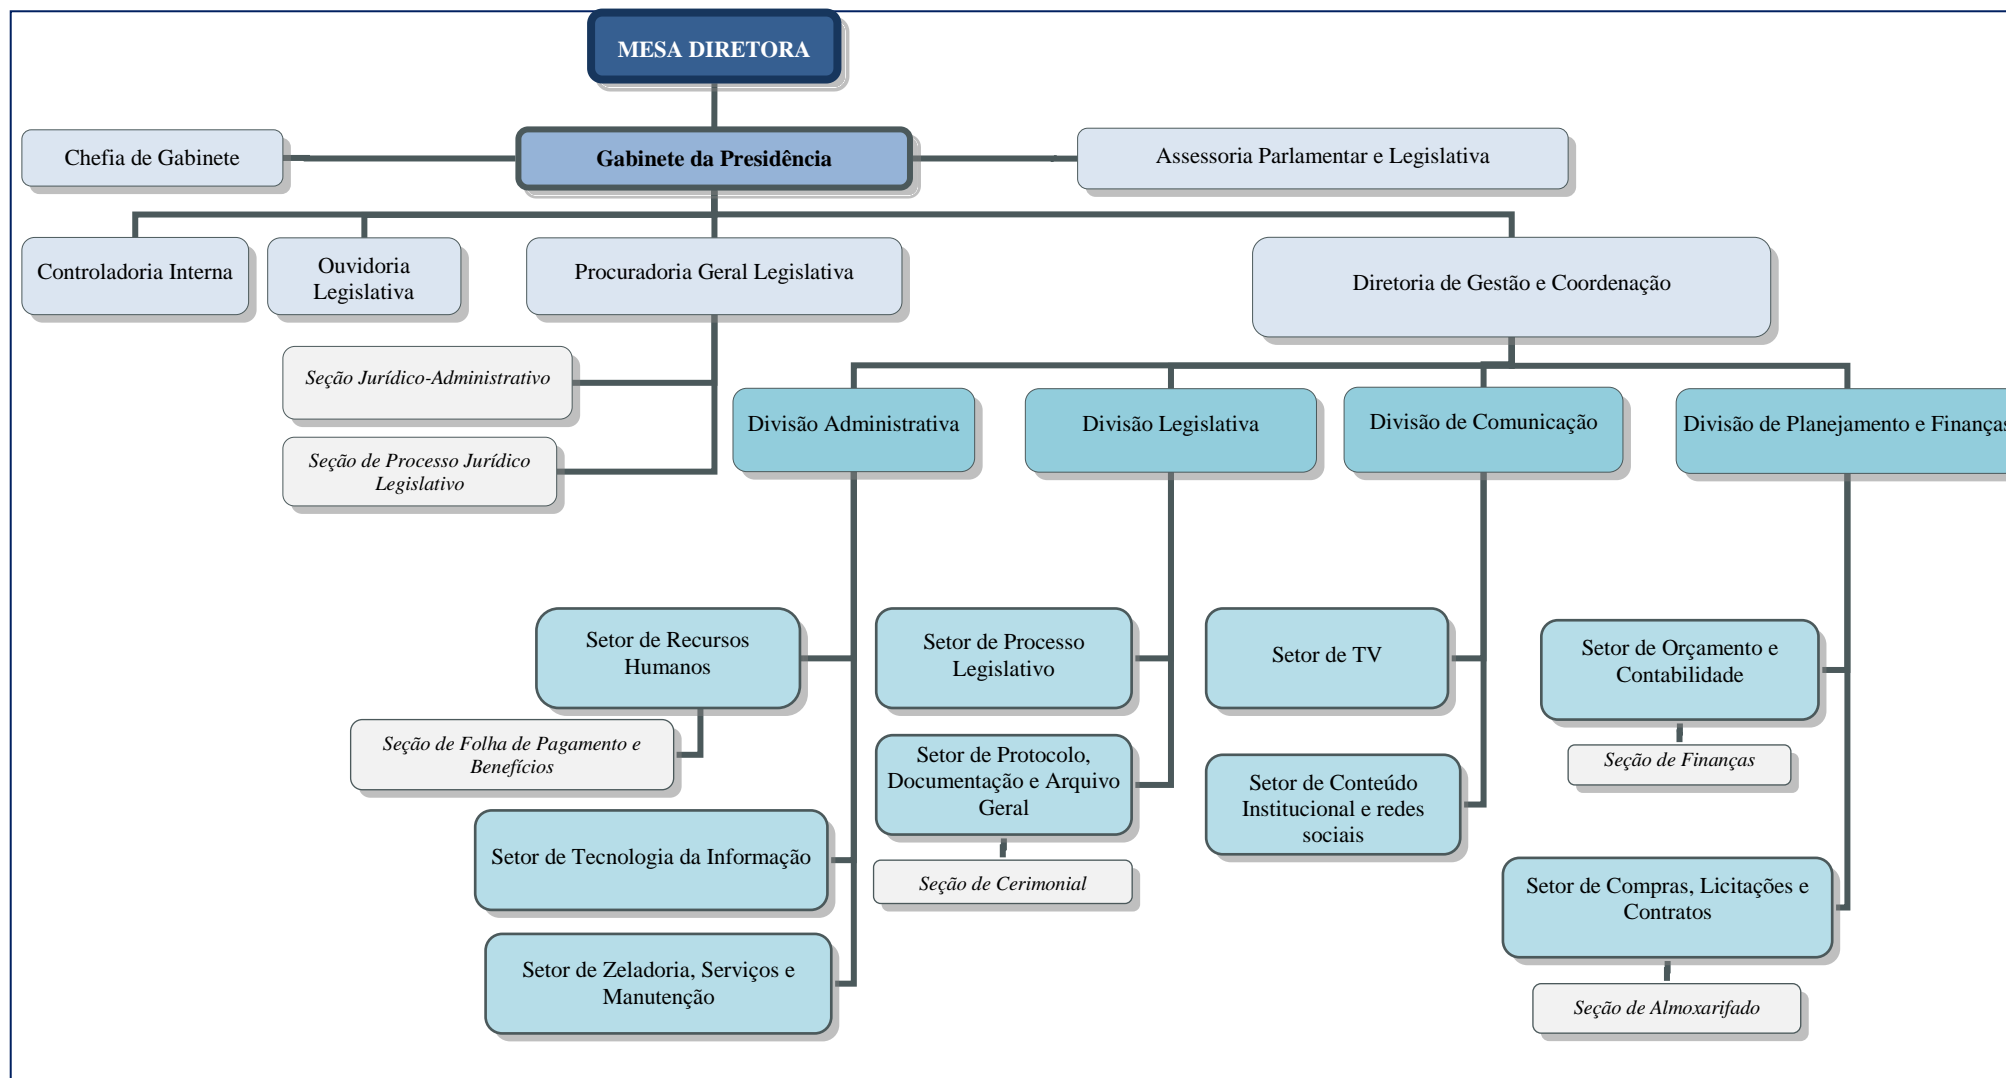 MESA DIRETORA
Chefia de Gabinete
Gabinete da Presidência
Assessoria Parlamentar e Legislativa
Controladoria Interna
Ouvidoria
Legislativa
Procuradoria Geral Legislativa
Diretoria de Gestão e Coordenação
Seção Jurídico-Administrativo
Seção de Processo Jurídico
Legislativo
Divisão Administrativa
Divisão Legislativa
Divisão de Comunicação
Divisão de Planejamento e Finanças
Setor de Recursos
Humanos
Seção de Folha de Pagamento e
Benefícios
Setor de Tecnologia da Informação
Setor de Zeladoria, Serviços e
Manutenção
Setor de Processo
Legislativo
Setor de Protocolo,
Documentação e Arquivo
Geral
Seção de Cerimonial
Setor de TV
Setor de Conteúdo
Institucional e redes
sociais
Setor de Orçamento e
Contabilidade
Seção de Finanças
Setor de Compras, Licitações e
Contratos
Seção de Almoxarifado